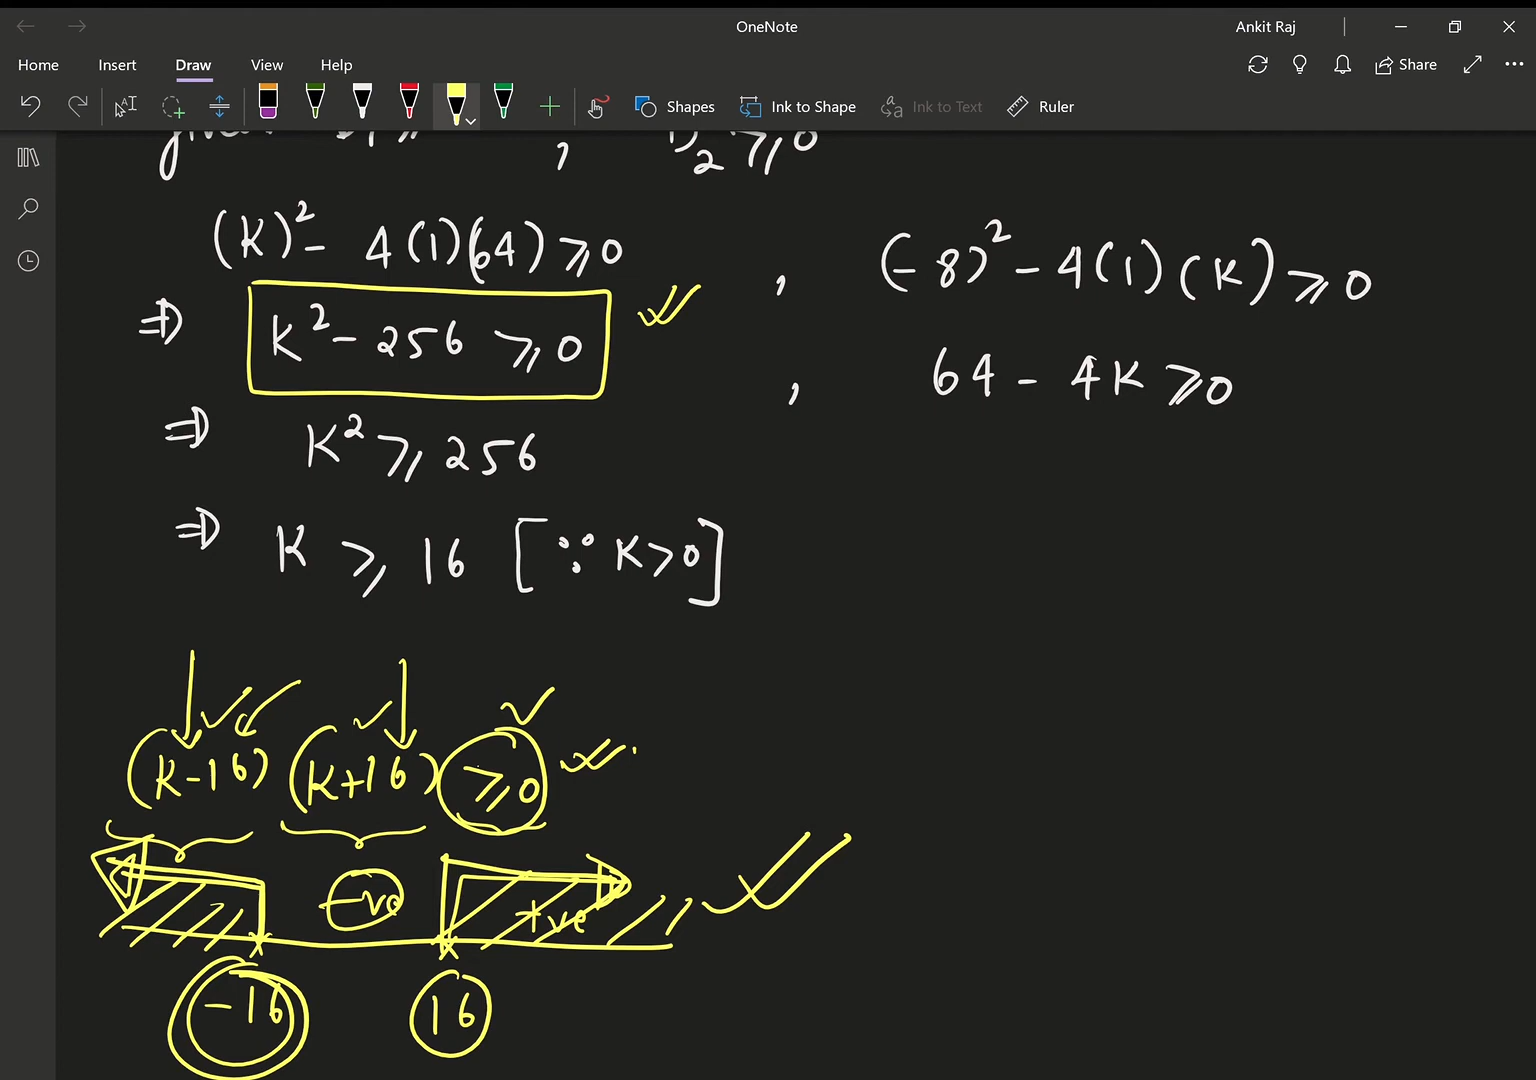 OneNote
Ankit Raj
Home Insert Draw View Help
Share
Shapes Ink to Shape Ink to Text Ruler
, D₂ ⩾ 0
(K)² - 4(1)(64) ⩾ 0 , (-8)² - 4(1)(K) ⩾ 0
⇒ K² - 256 ⩾ 0 , 64 - 4K ⩾ 0
⇒ K² ⩾ 256
⇒ K ⩾ 16 [∵ K > 0]
(K-16) (K+16) ⩾ 0
-ve +ve
-16 16